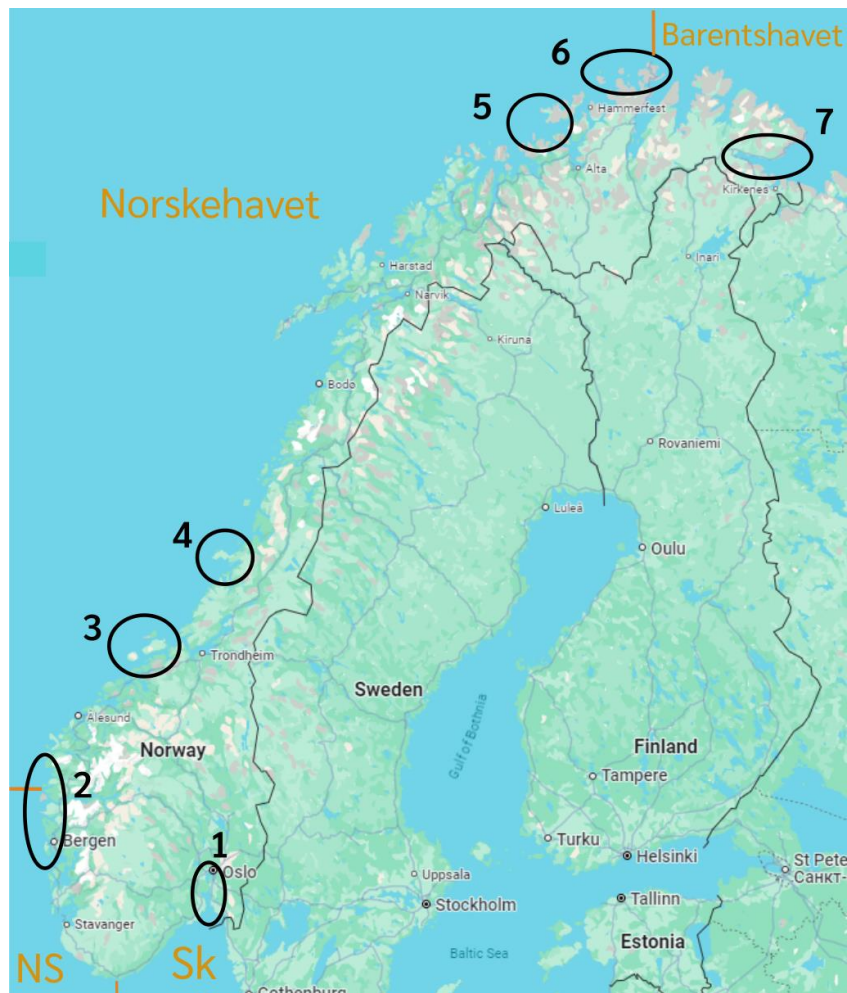 Barentshavet
6
5
Hammerfest
7
Alta
Kirkenes
Norskehavet
Inari
Harstad
Narvik
Kiruna
Bodø
Rovaniemi
Luleå
4
Oulu
3
Trondheim
Sweden
Gulf of Bothnia
Ålesund
Norway
Finland
2
Tampere
Bergen
1
Turku
Oslo
Helsinki
St Pete
Uppsala
Санкт-
Stockholm
Tallinn
Stavanger
Estonia
Baltic Sea
NS
Sk
Gothenburg